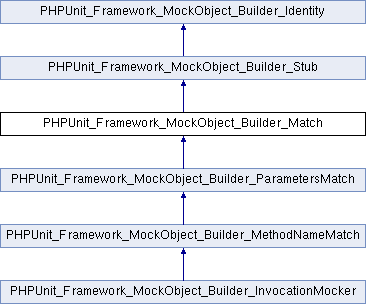 PHPUnit_Framework_MockObject_Builder_Identity
PHPUnit_Framework_MockObject_Builder_Stub
PHPUnit_Framework_MockObject_Builder_Match
PHPUnit_Framework_MockObject_Builder_ParametersMatch
PHPUnit_Framework_MockObject_Builder_MethodNameMatch
PHPUnit_Framework_MockObject_Builder_InvocationMocker